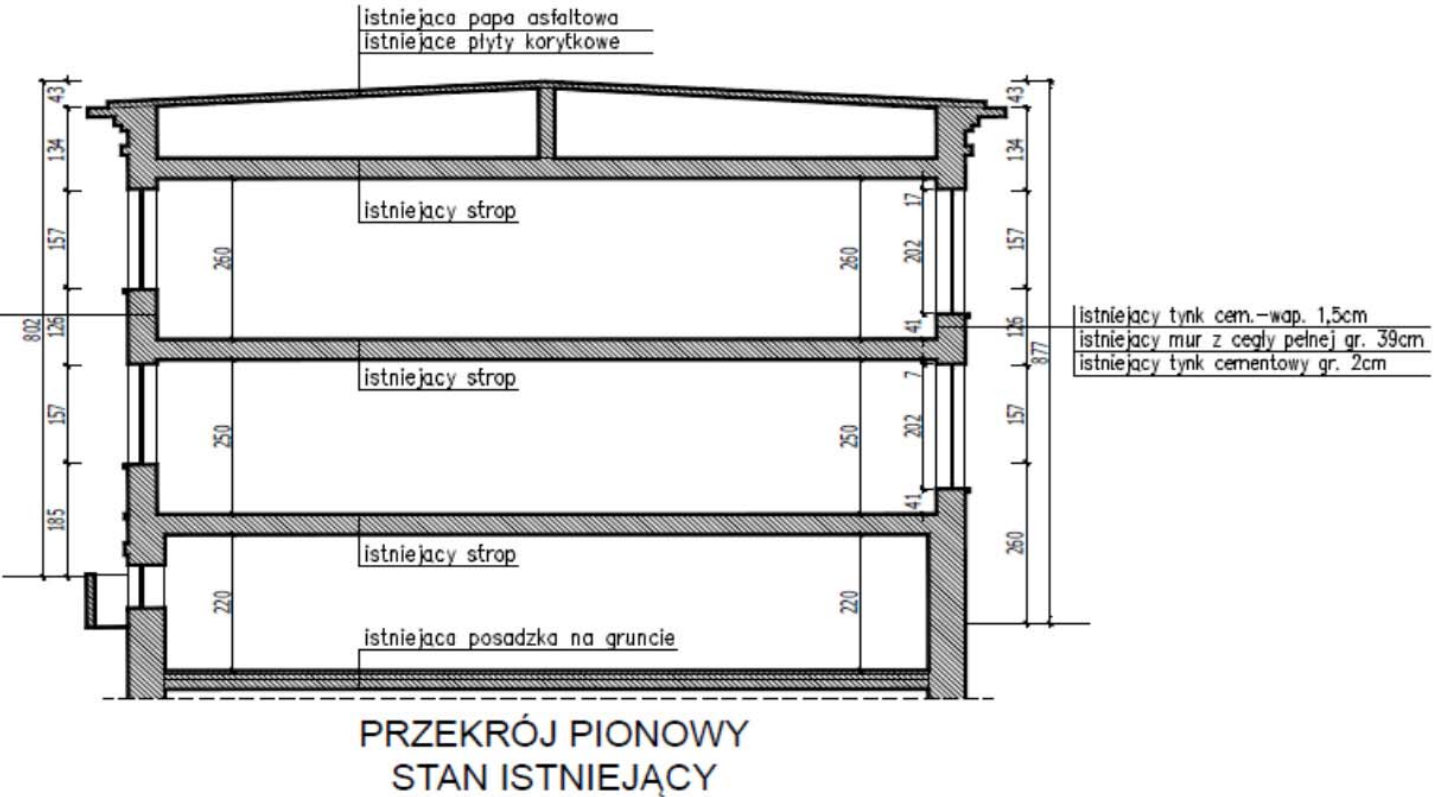 istniejąca papa asfaltowa
istniejące płyty korytkowe
43
43
134
134
istniejący strop
17
157
260
260
202
157
802
126
41
126
877
istniejący tynk cem.-wap. 1,5cm
istniejący mur z cegły pełnej gr. 39cm
istniejący tynk cementowy gr. 2cm
istniejący strop
7
157
250
250
202
157
185
41
260
istniejący strop
220
220
istniejąca posadzka na gruncie
PRZEKRÓJ PIONOWY
STAN ISTNIEJĄCY